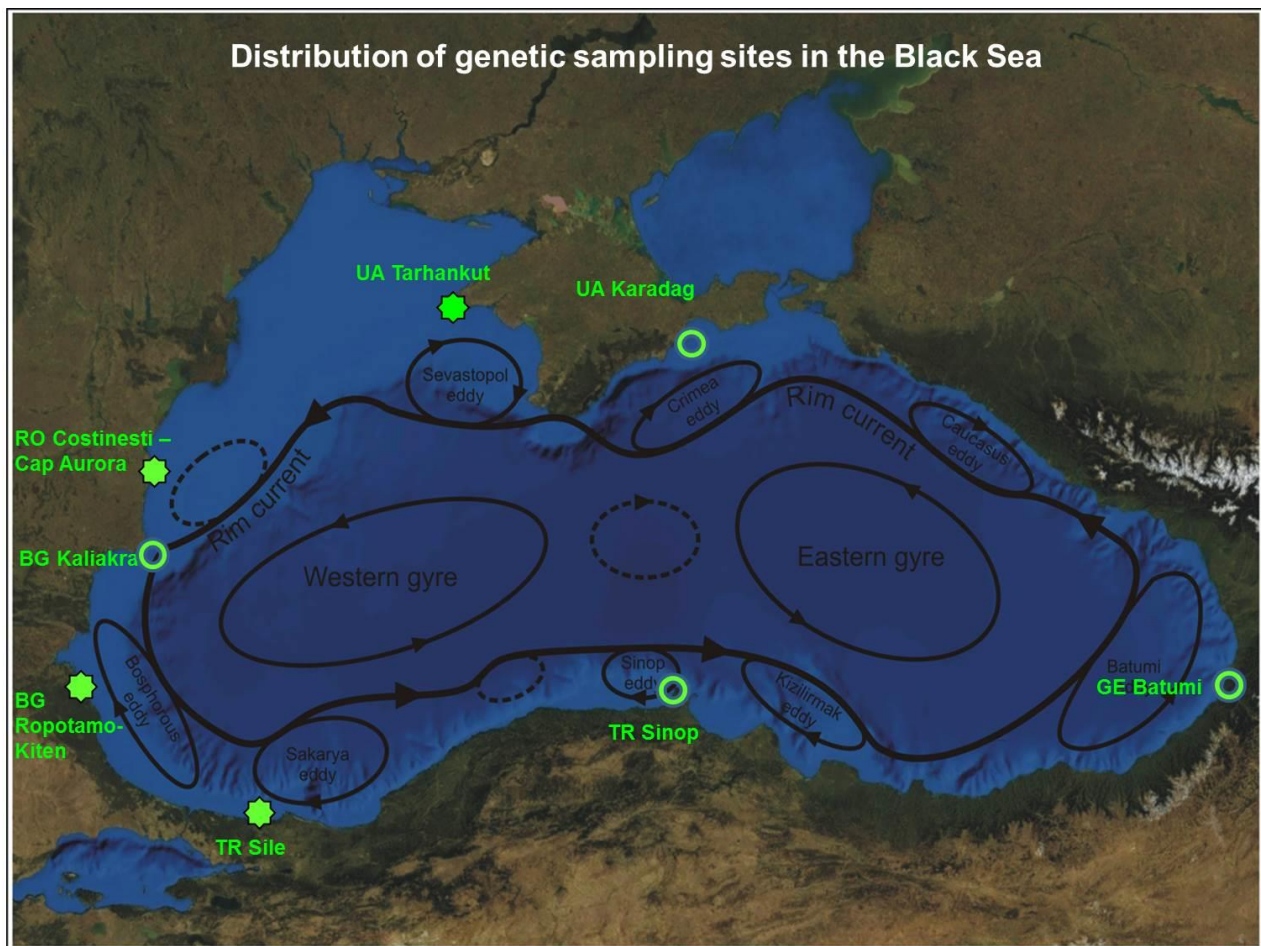 Distribution of genetic sampling sites in the Black Sea
UA Tarhankut
UA Karadag
Sevastopol
eddy
Crimea
eddy
Rim current
Caucasus
eddy
RO Costinesti –
Cap Aurora
Rim current
BG Kaliakra
Western gyre
Eastern gyre
Bosphorous
eddy
Sinop
eddy
Kizilirmak
eddy
Batumi
GE Batumi
BG
Ropotamo-
Kiten
TR Sinop
Sakarya
eddy
TR Sile